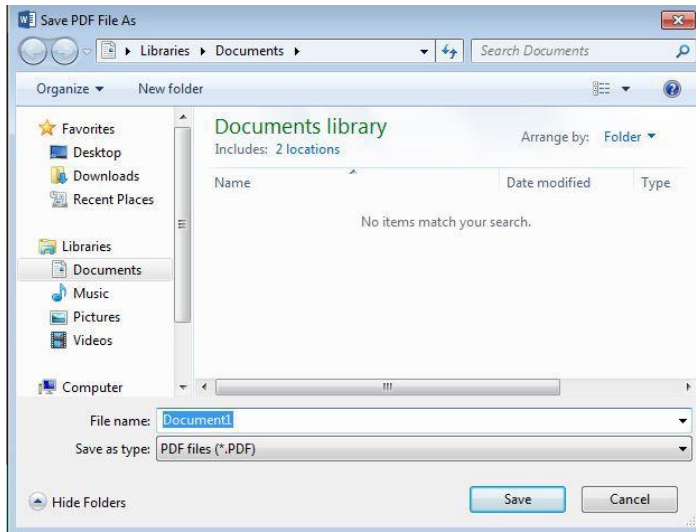 Save PDF File As
Libraries Documents
Search Documents
Organize New folder
Favorites
Desktop
Downloads
Recent Places
Libraries
Documents
Music
Pictures
Videos
Computer
Documents library
Includes: 2 locations
Arrange by: Folder
Name Date modified Type
No items match your search.
File name: Document1
Save as type: PDF files (*.PDF)
Hide Folders Save Cancel